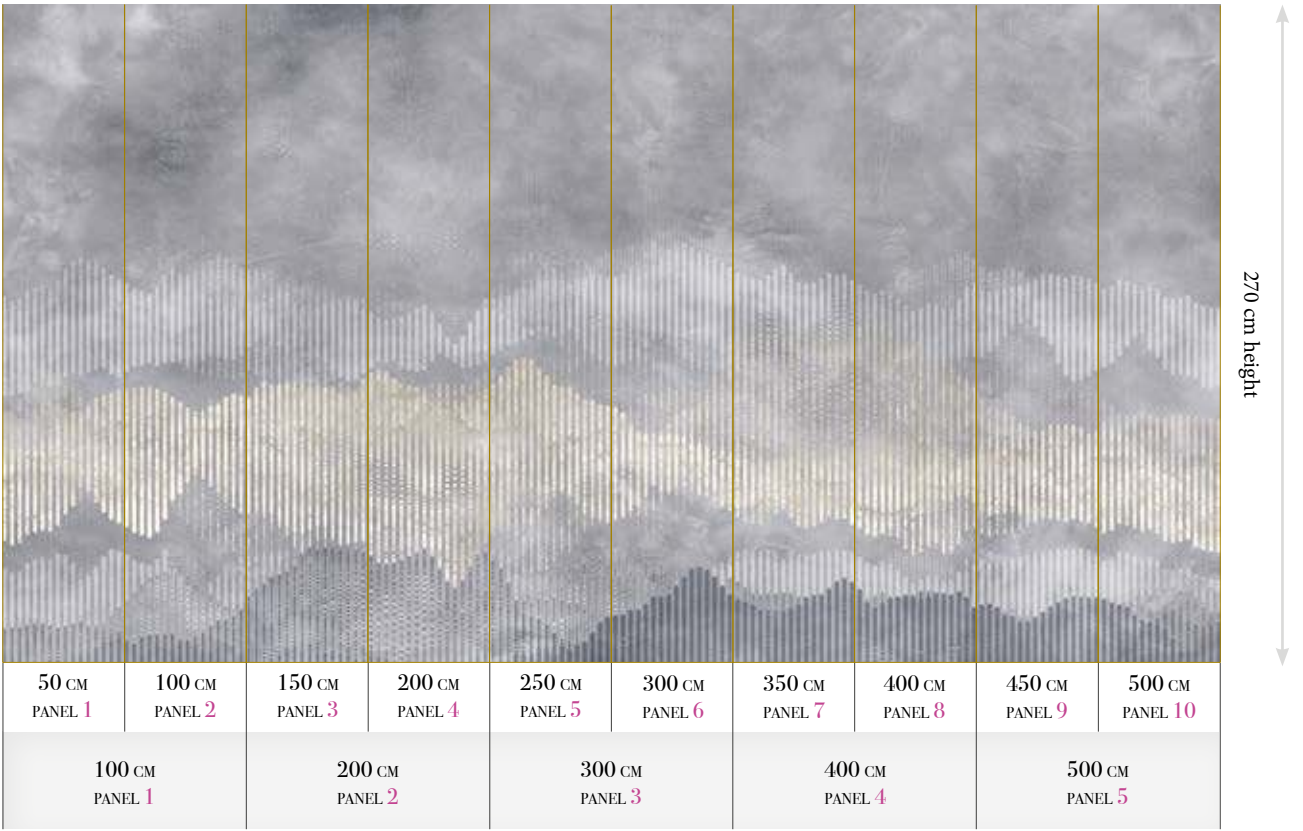 270 cm height
50 CM
PANEL 1
100 CM
PANEL 2
150 CM
PANEL 3
200 CM
PANEL 4
250 CM
PANEL 5
300 CM
PANEL 6
350 CM
PANEL 7
400 CM
PANEL 8
450 CM
PANEL 9
500 CM
PANEL 10
100 CM
PANEL 1
200 CM
PANEL 2
300 CM
PANEL 3
400 CM
PANEL 4
500 CM
PANEL 5